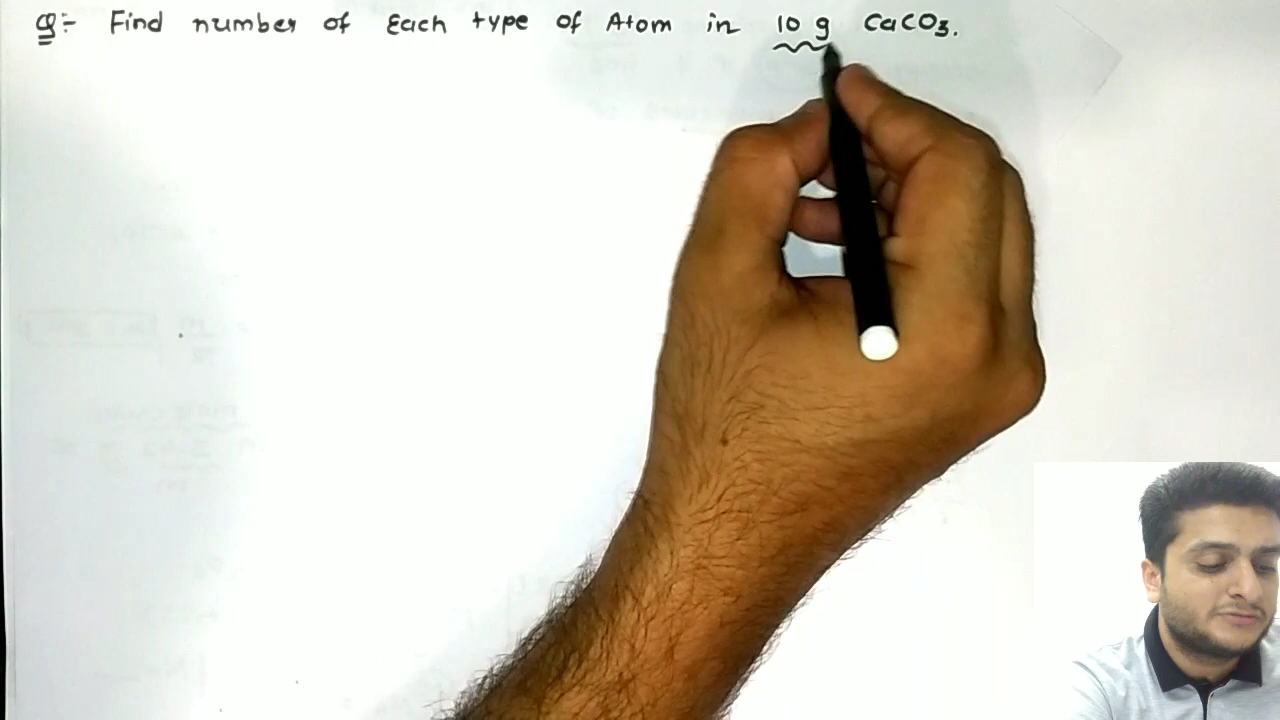 Q:- Find number of Each type of Atom in 10 g CaCO₃.